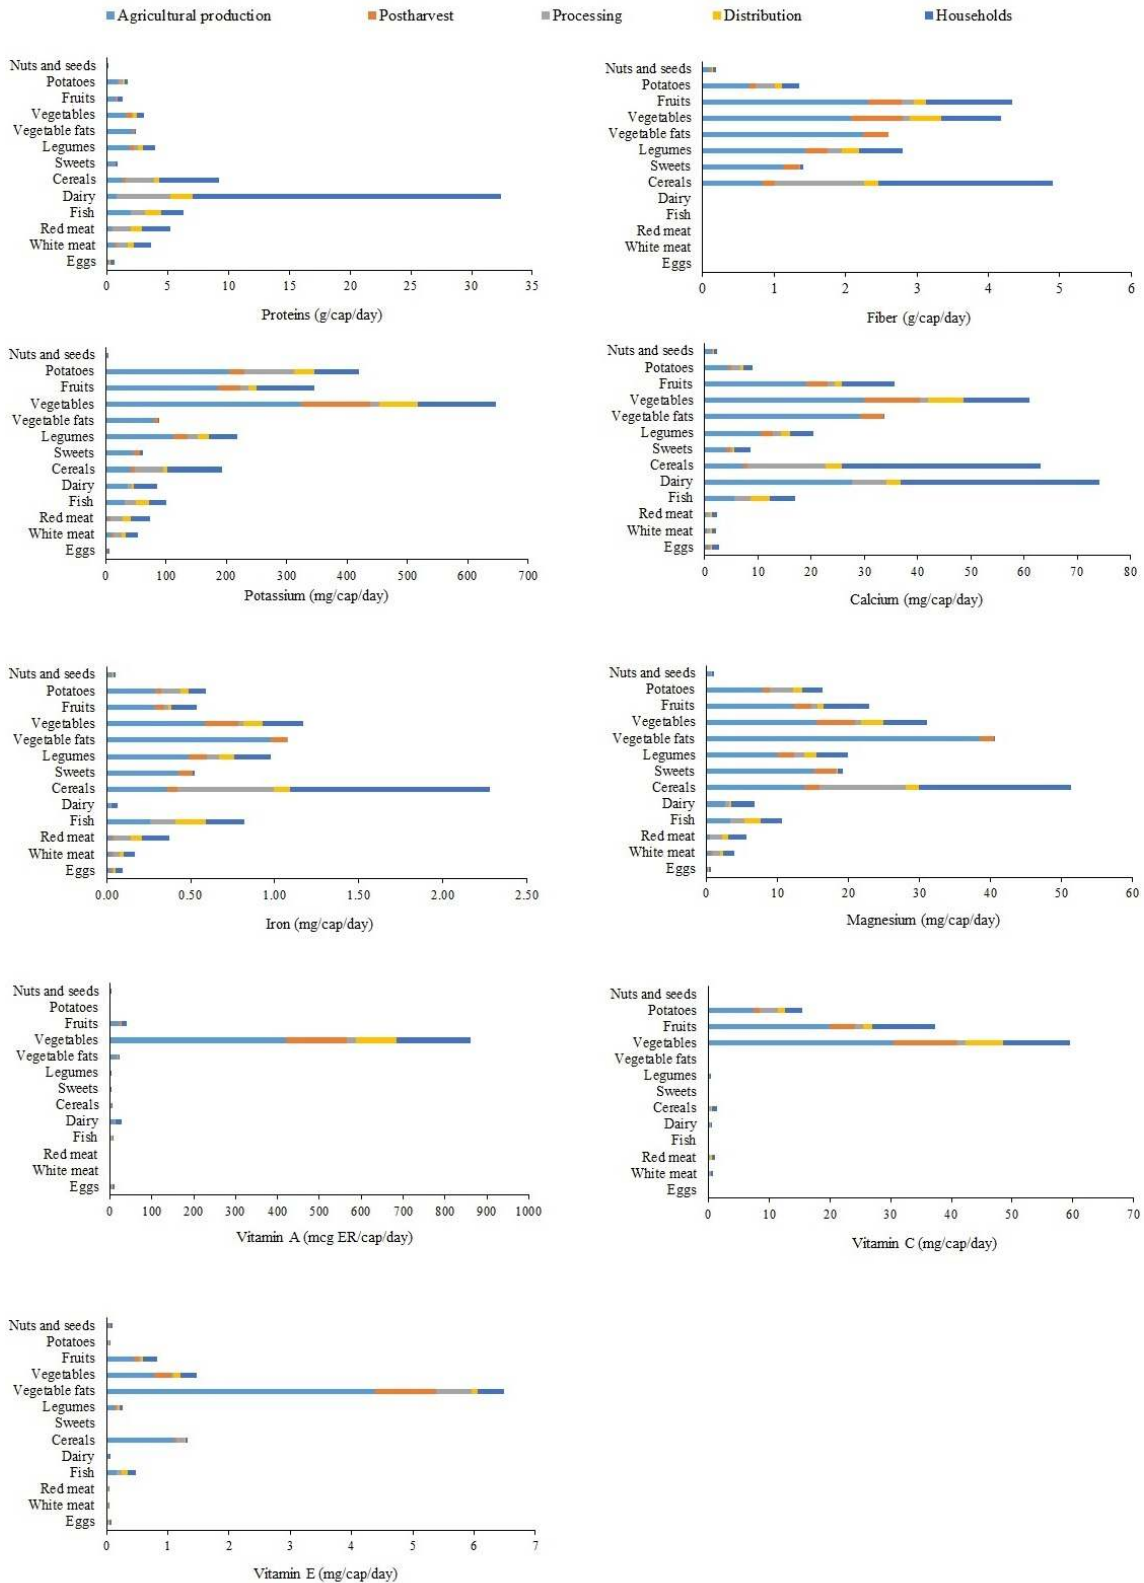 Agricultural production Postharvest Processing Distribution Households
Nuts and seeds
Potatoes
Fruits
Vegetables
Vegetable fats
Legumes
Sweets
Cereals
Dairy
Fish
Red meat
White meat
Eggs
0 5 10 15 20 25 30 35
Proteins (g/cap/day)
Nuts and seeds
Potatoes
Fruits
Vegetables
Vegetable fats
Legumes
Sweets
Cereals
Dairy
Fish
Red meat
White meat
Eggs
0 1 2 3 4 5 6
Fiber (g/cap/day)
Nuts and seeds
Potatoes
Fruits
Vegetables
Vegetable fats
Legumes
Sweets
Cereals
Dairy
Fish
Red meat
White meat
Eggs
0 100 200 300 400 500 600 700
Potassium (mg/cap/day)
Nuts and seeds
Potatoes
Fruits
Vegetables
Vegetable fats
Legumes
Sweets
Cereals
Dairy
Fish
Red meat
White meat
Eggs
0 10 20 30 40 50 60 70 80
Calcium (mg/cap/day)
Nuts and seeds
Potatoes
Fruits
Vegetables
Vegetable fats
Legumes
Sweets
Cereals
Dairy
Fish
Red meat
White meat
Eggs
0.00 0.50 1.00 1.50 2.00 2.50
Iron (mg/cap/day)
Nuts and seeds
Potatoes
Fruits
Vegetables
Vegetable fats
Legumes
Sweets
Cereals
Dairy
Fish
Red meat
White meat
Eggs
0 10 20 30 40 50 60
Magnesium (mg/cap/day)
Nuts and seeds
Potatoes
Fruits
Vegetables
Vegetable fats
Legumes
Sweets
Cereals
Dairy
Fish
Red meat
White meat
Eggs
0 100 200 300 400 500 600 700 800 900 1000
Vitamin A (mcg ER/cap/day)
Nuts and seeds
Potatoes
Fruits
Vegetables
Vegetable fats
Legumes
Sweets
Cereals
Dairy
Fish
Red meat
White meat
Eggs
0 10 20 30 40 50 60 70
Vitamin C (mg/cap/day)
Nuts and seeds
Potatoes
Fruits
Vegetables
Vegetable fats
Legumes
Sweets
Cereals
Dairy
Fish
Red meat
White meat
Eggs
0 1 2 3 4 5 6 7
Vitamin E (mg/cap/day)